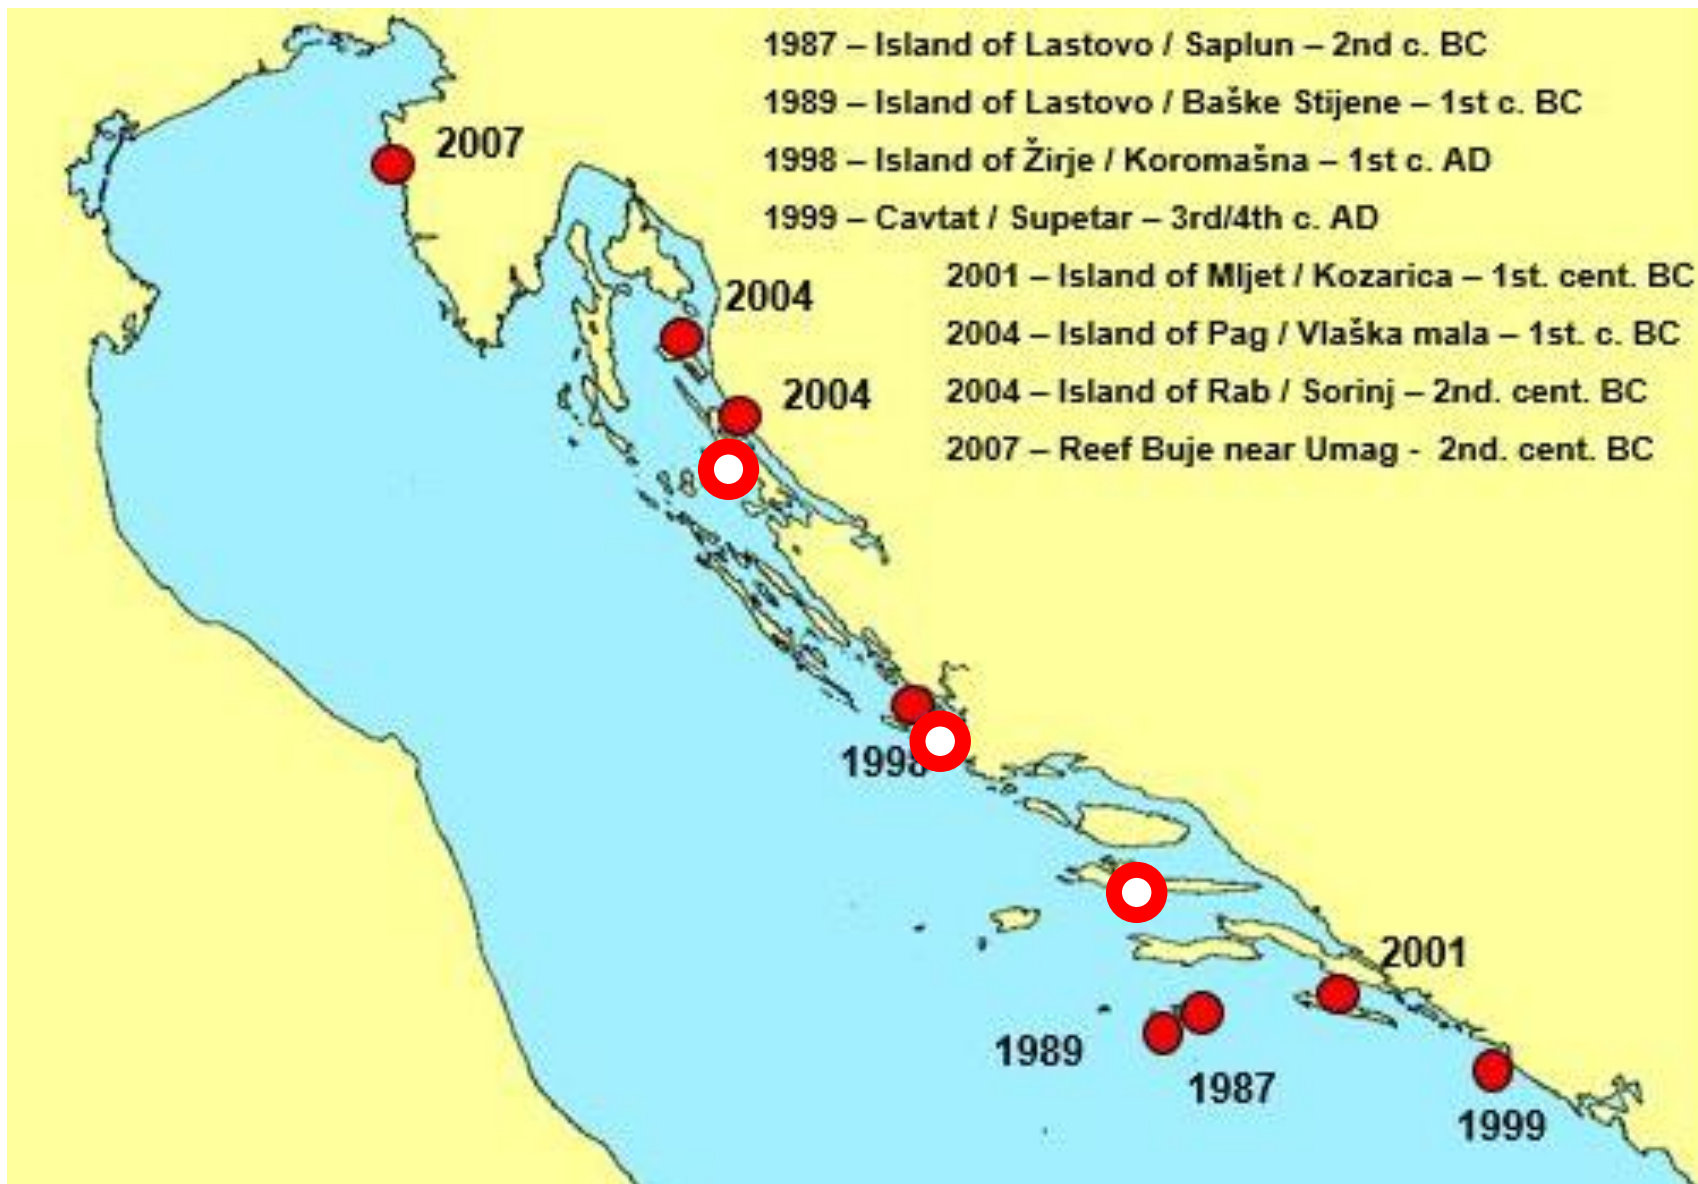 1987 – Island of Lastovo / Saplun – 2nd c. BC
1989 – Island of Lastovo / Baške Stijene – 1st c. BC
1998 – Island of Žirje / Koromašna – 1st c. AD
1999 – Cavtat / Supetar – 3rd/4th c. AD
2001 – Island of Mljet / Kozarica – 1st. cent. BC
2004 – Island of Pag / Vlaška mala – 1st. c. BC
2004 – Island of Rab / Sorinj – 2nd. cent. BC
2007 – Reef Buje near Umag - 2nd. cent. BC
2007
2004
2004
1998
2001
1989
1987
1999